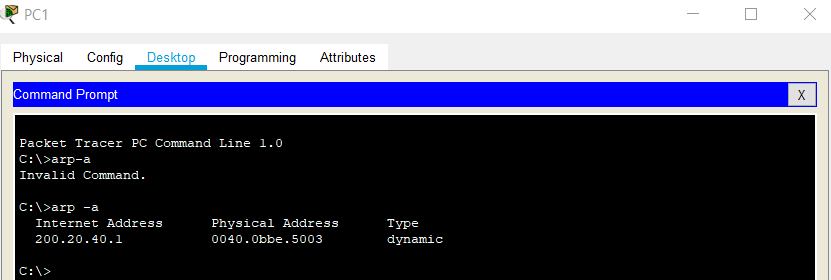 PC1
Physical Config Desktop Programming Attributes
Command Prompt
X
Packet Tracer PC Command Line 1.0
C:\>arp-a
Invalid Command.
C:\>arp -a
Internet Address Physical Address Type
200.20.40.1 0040.0bbe.5003 dynamic
C:\>